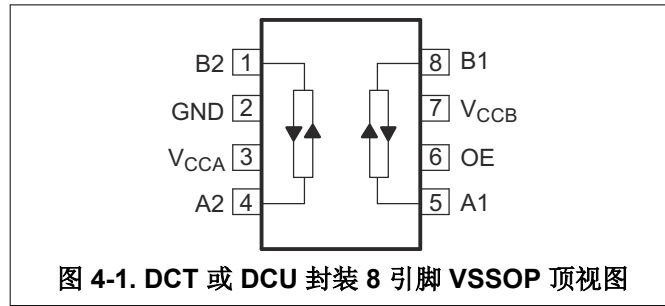 B2 1 8 B1
GND 2 7 VCCB
VCCA 3 6 OE
A2 4 5 A1
图 4-1. DCT 或 DCU 封装 8 引脚 VSSOP 顶视图